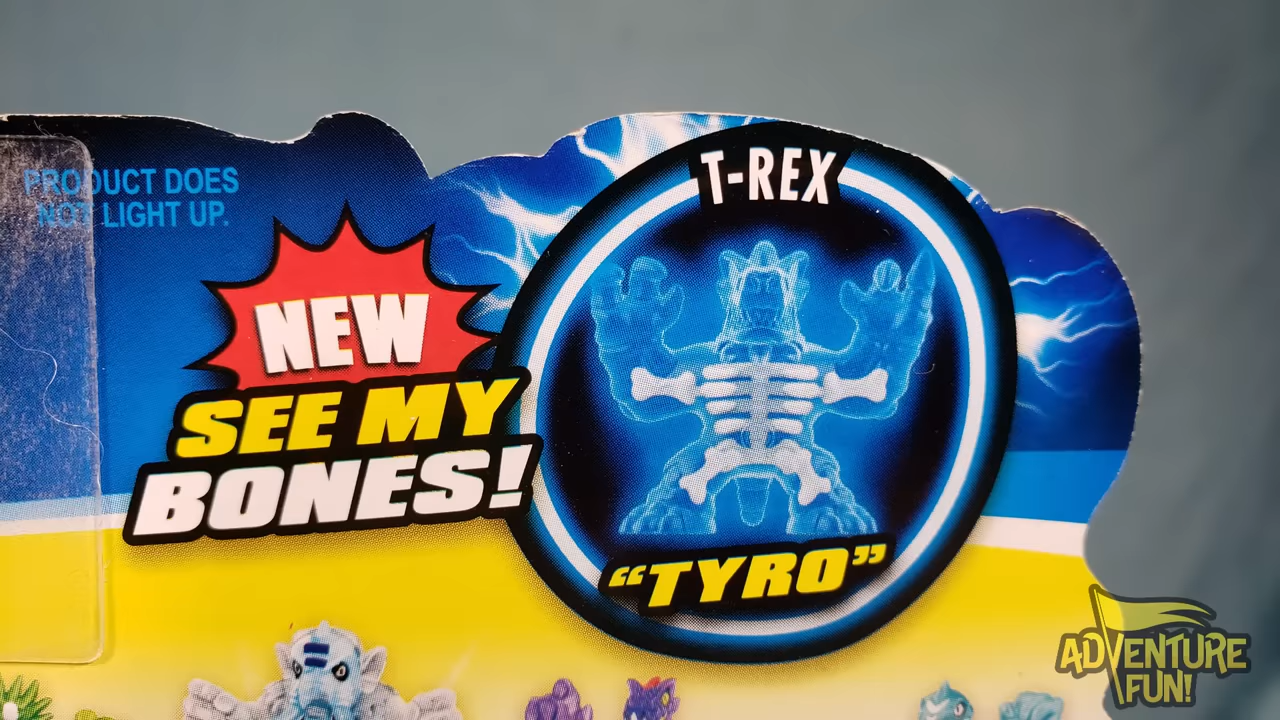 PRODUCT DOES
NOT LIGHT UP.
T-REX
NEW
SEE MY
BONES!
“TYRO”
ADVENTURE
FUN!